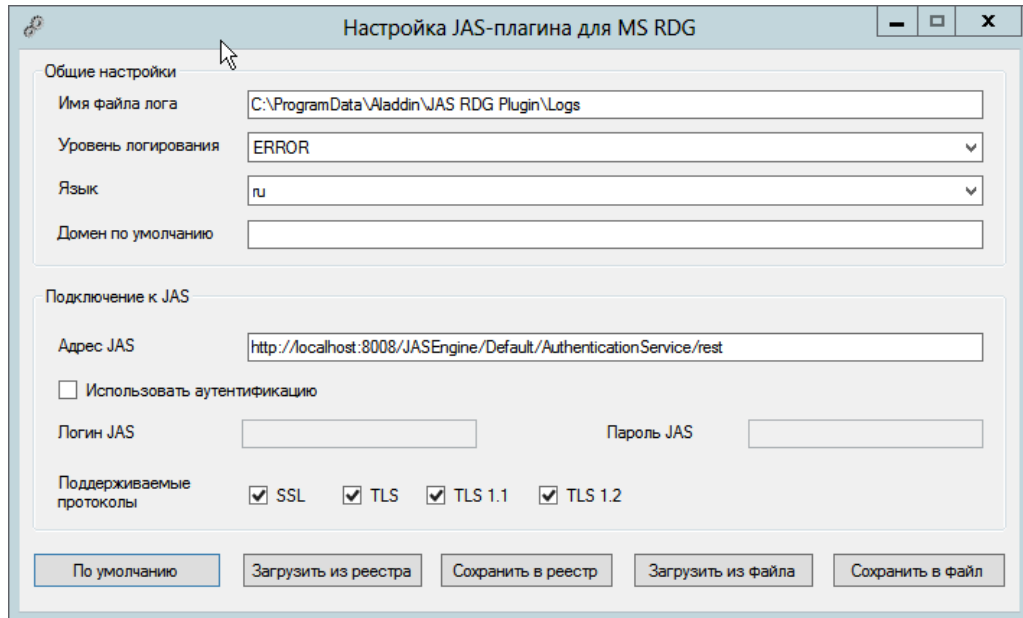 Настройка JAS-плагина для MS RDG
Общие настройки
Имя файла лога C:\ProgramData\Aladdin\JAS RDG Plugin\Logs
Уровень логирования ERROR
Язык ru
Домен по умолчанию
Подключение к JAS
Адрес JAS http://localhost:8008/JASEngine/Default/AuthenticationService/rest
Использовать аутентификацию
Логин JAS Пароль JAS
Поддерживаемые
протоколы SSL TLS TLS 1.1 TLS 1.2
По умолчанию Загрузить из реестра Сохранить в реестр Загрузить из файла Сохранить в файл